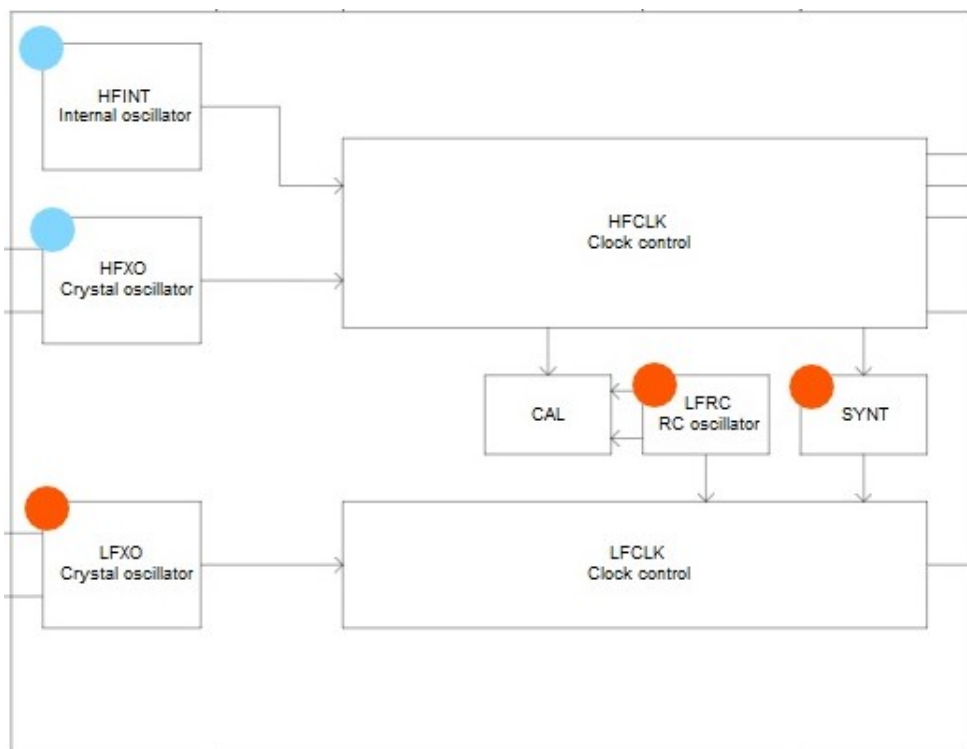 HFINT
Internal oscillator
HFCLK
Clock control
HFXO
Crystal oscillator
CAL
LFRC
RC oscillator
SYNT
LFXO
Crystal oscillator
LFCLK
Clock control